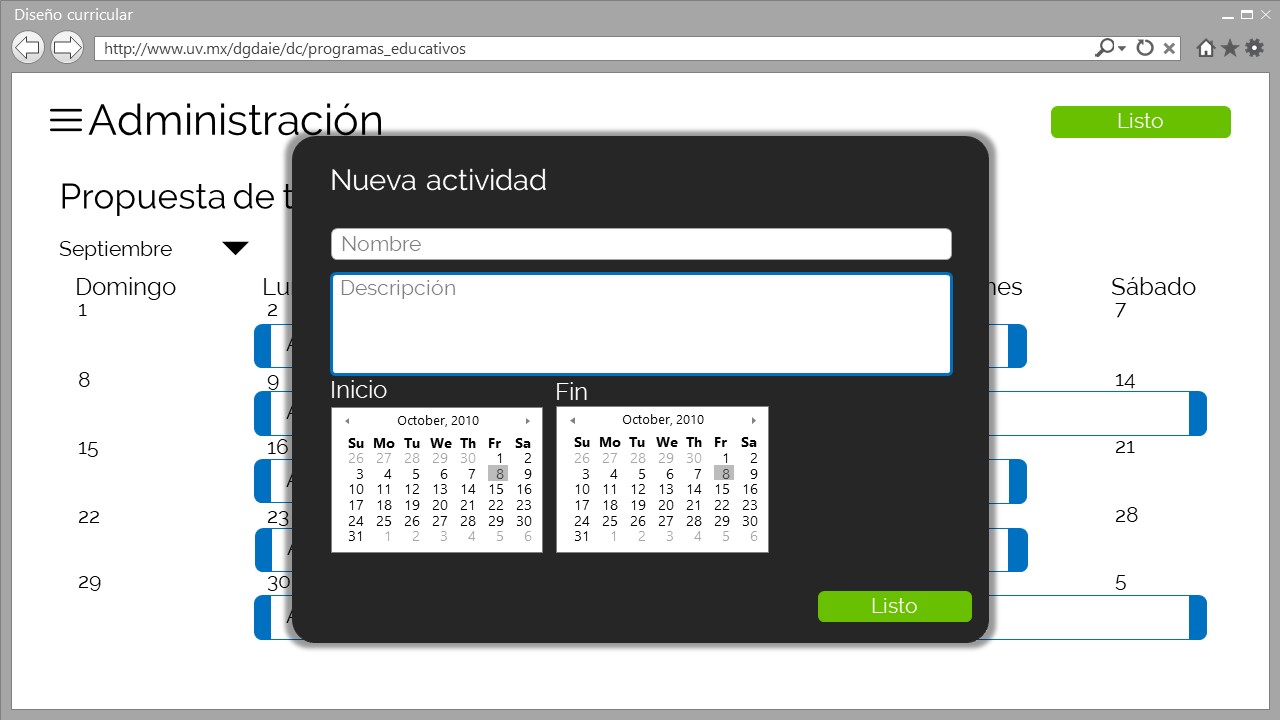 Diseño curricular
http://www.uv.mx/dgdaie/dc/programas_educativos
Administración
Listo
Propuesta de t
Septiembre
Domingo Lu nes Sábado
1 2 7
8 9 14
15 16 21
22 23 28
29 30 5
Nueva actividad
Nombre
Descripción
Inicio Fin
October, 2010
Su Mo Tu We Th Fr Sa
26 27 28 29 30 1 2
3 4 5 6 7 8 9
10 11 12 13 14 15 16
17 18 19 20 21 22 23
24 25 26 27 28 29 30
31 1 2 3 4 5 6
October, 2010
Su Mo Tu We Th Fr Sa
26 27 28 29 30 1 2
3 4 5 6 7 8 9
10 11 12 13 14 15 16
17 18 19 20 21 22 23
24 25 26 27 28 29 30
31 1 2 3 4 5 6
Listo